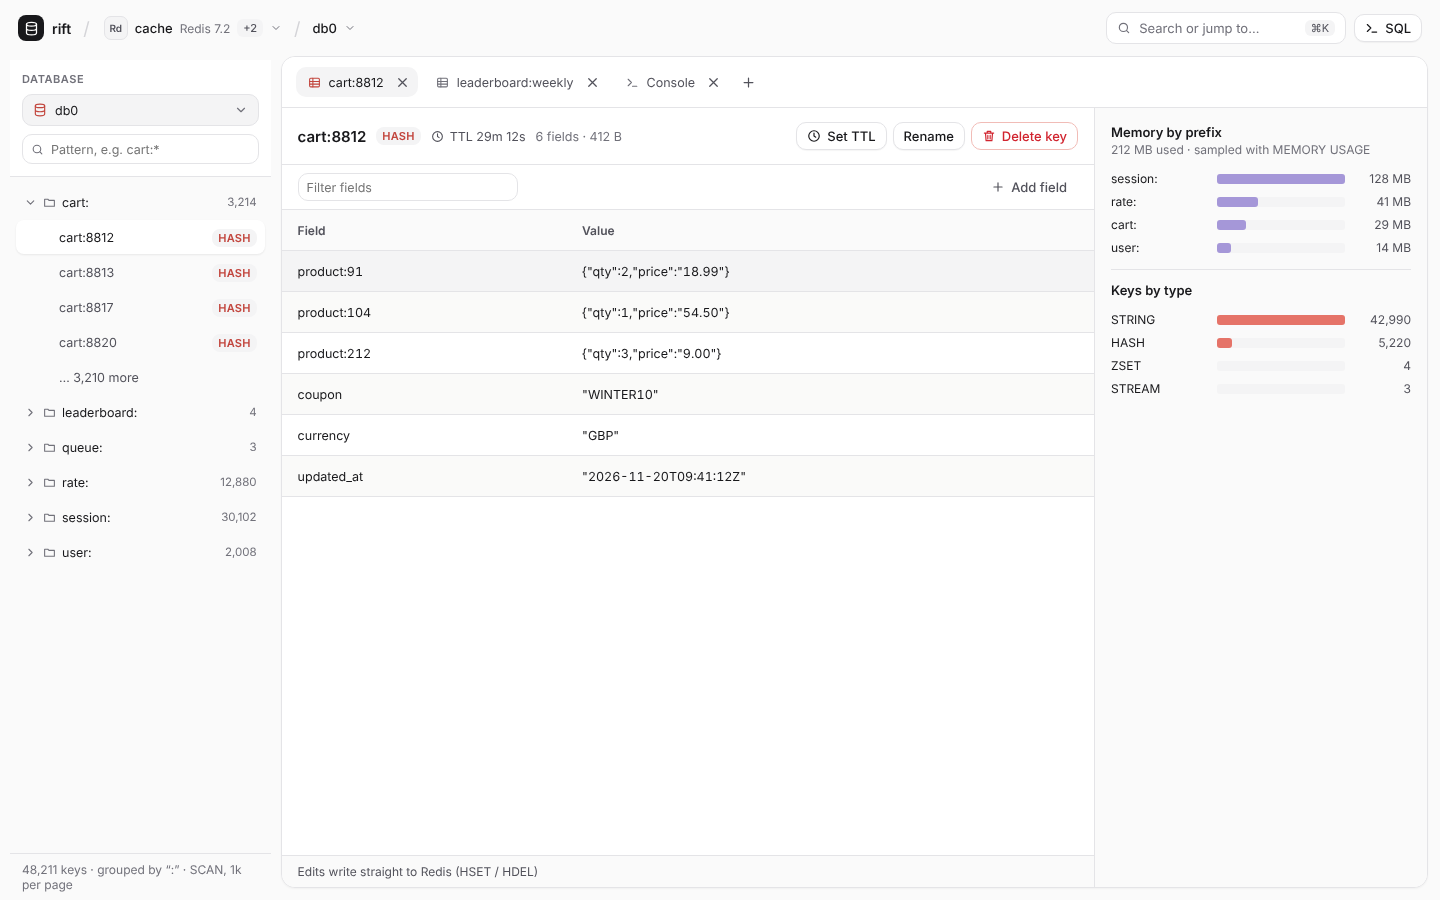 rift / Rd cache Redis 7.2 +2 / db0
Search or jump to... ⌘K
SQL
DATABASE
db0
Pattern, e.g. cart:*
cart: 3,214
cart:8812 HASH
cart:8813 HASH
cart:8817 HASH
cart:8820 HASH
... 3,210 more
leaderboard: 4
queue: 3
rate: 12,880
session: 30,102
user: 2,008
48,211 keys · grouped by “:” · SCAN, 1k
per page
cart:8812 leaderboard:weekly Console
cart:8812 HASH TTL 29m 12s 6 fields · 412 B Set TTL Rename Delete key
Filter fields Add field
Field Value
product:91 {"qty":2,"price":"18.99"}
product:104 {"qty":1,"price":"54.50"}
product:212 {"qty":3,"price":"9.00"}
coupon "WINTER10"
currency "GBP"
updated_at "2026-11-20T09:41:12Z"
Edits write straight to Redis (HSET / HDEL)
Memory by prefix
212 MB used · sampled with MEMORY USAGE
session: 128 MB
rate: 41 MB
cart: 29 MB
user: 14 MB
Keys by type
STRING 42,990
HASH 5,220
ZSET 4
STREAM 3